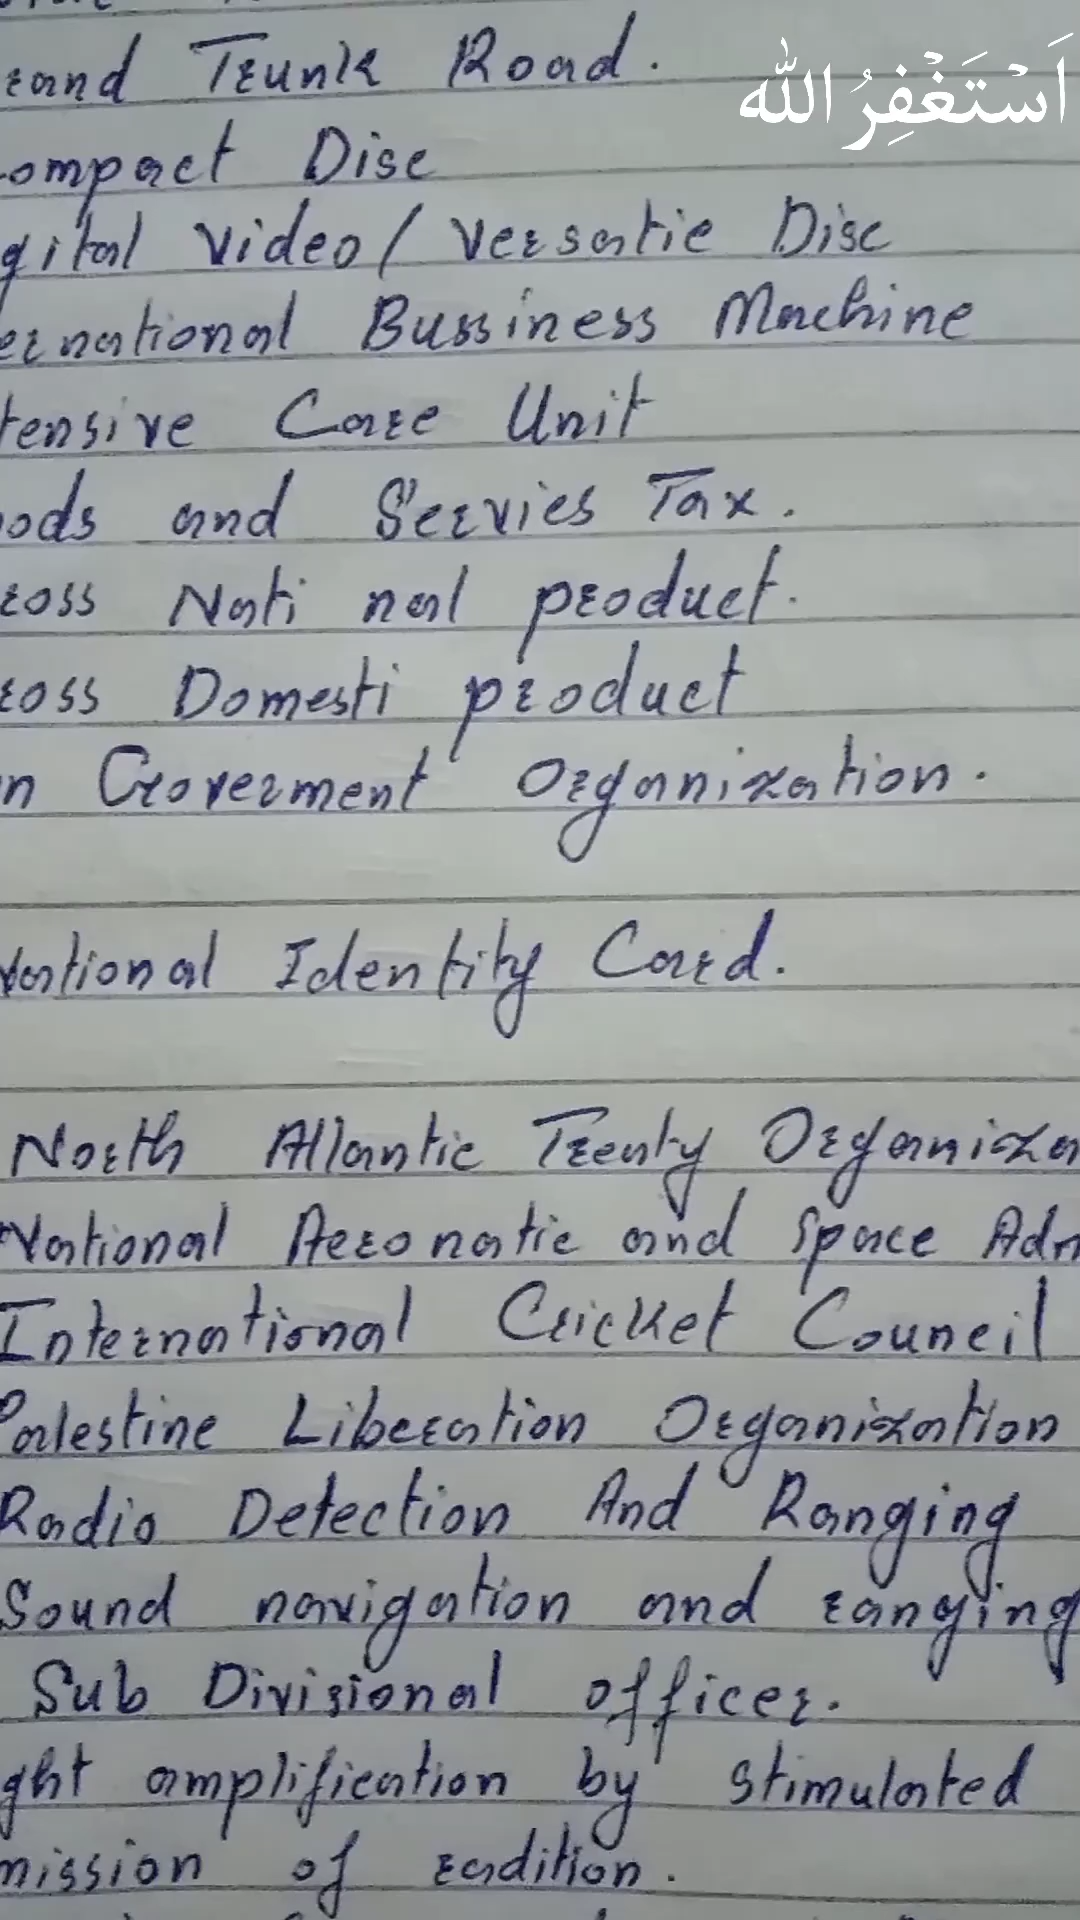 rand Trunk Road.
اَسْتَغْفِرُ اللّٰه
ompact Disc
gital Video / Versatie Disc
ernational Bussiness Machine
tensive Care Unit
ods and Servies Tax.
ross Nati nal product.
ross Domesti product
n Goverment Organization.
National Identity Card.
North Atlantic Treaty Organiza
National Aeronatic and Space Adm
International Cricket Council
Palestine Liberation Organization
Radio Detection And Ranging
Sound navigation and ranging
Sub Divisional officer.
ght amplification by stimulated
mission of radition.